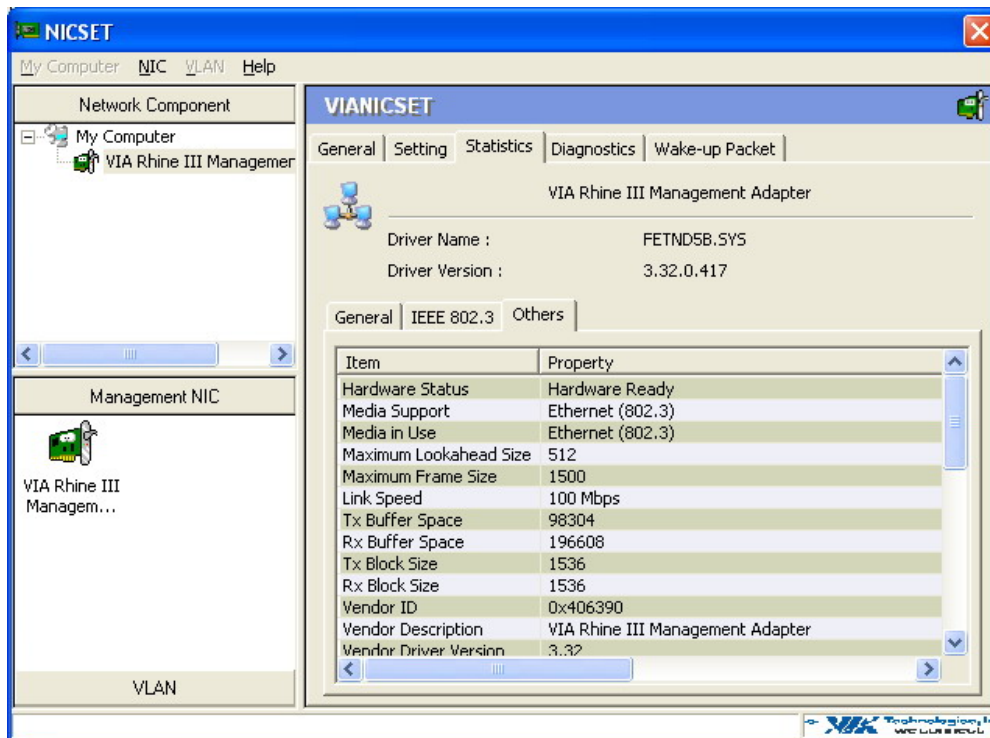 NICSET
My Computer NIC VLAN Help
Network Component
My Computer
VIA Rhine III Managemer
Management NIC
VIA Rhine III
Managem...
VLAN
VIANICSET
General Setting Statistics Diagnostics Wake-up Packet
VIA Rhine III Management Adapter
Driver Name : FETND5B.SYS
Driver Version : 3.32.0.417
General IEEE 802.3 Others
Item Property
Hardware Status Hardware Ready
Media Support Ethernet (802.3)
Media in Use Ethernet (802.3)
Maximum Lookahead Size 512
Maximum Frame Size 1500
Link Speed 100 Mbps
Tx Buffer Space 98304
Rx Buffer Space 196608
Tx Block Size 1536
Rx Block Size 1536
Vendor ID 0x406390
Vendor Description VIA Rhine III Management Adapter
Vendor Driver Version 3.32
VIA Technologies, I
we connect